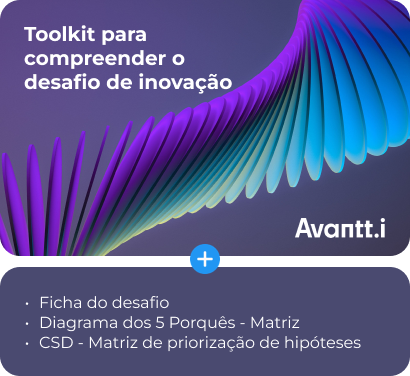 Toolkit para
compreender o
desafio de inovação
Avantt.i
+
• Ficha do desafio
• Diagrama dos 5 Porquês - Matriz
• CSD - Matriz de priorização de hipóteses